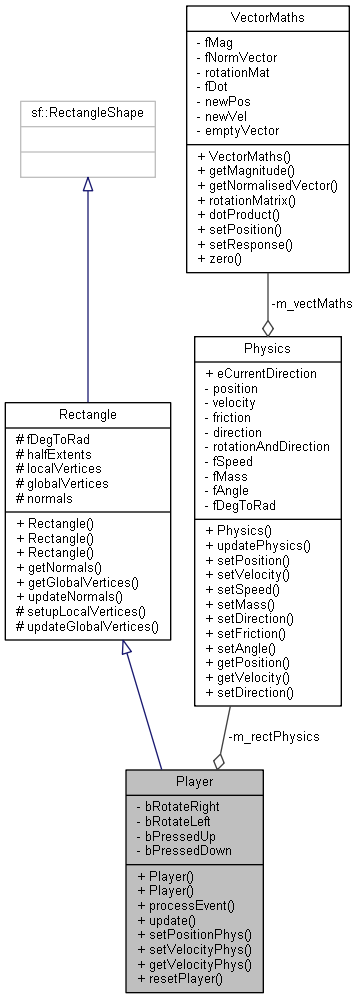 VectorMaths
- fMag
- fNormVector
- rotationMat
- fDot
- newPos
- newVel
- emptyVector
+ VectorMaths()
+ getMagnitude()
+ getNormalisedVector()
+ rotationMatrix()
+ dotProduct()
+ setPosition()
+ setResponse()
+ zero()
sf::RectangleShape
-m_vectMaths
Physics
+ eCurrentDirection
- position
- velocity
- friction
- direction
- rotationAndDirection
- fSpeed
- fMass
- fAngle
- fDegToRad
+ Physics()
+ updatePhysics()
+ setPosition()
+ setVelocity()
+ setSpeed()
+ setMass()
+ setDirection()
+ setFriction()
+ setAngle()
+ getPosition()
+ getVelocity()
+ setDirection()
Rectangle
# fDegToRad
# halfExtents
# localVertices
# globalVertices
# normals
+ Rectangle()
+ Rectangle()
+ Rectangle()
+ getNormals()
+ getGlobalVertices()
+ updateNormals()
# setupLocalVertices()
# updateGlobalVertices()
-m_rectPhysics
Player
- bRotateRight
- bRotateLeft
- bPressedUp
- bPressedDown
+ Player()
+ Player()
+ processEvent()
+ update()
+ setPositionPhys()
+ setVelocityPhys()
+ getVelocityPhys()
+ resetPlayer()